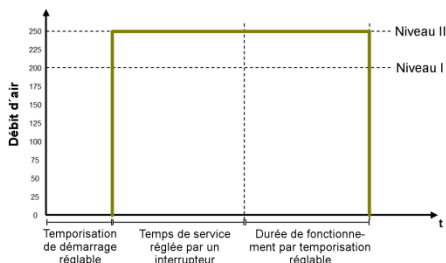 Débit d'air
250
225
200
175
150
125
100
75
50
25
0
Niveau II
Niveau I
t
Temporisation
de démarrage
réglable
Temps de service
réglée par un
interrupteur
Durée de fonctionne-
ment par temporisation
réglable